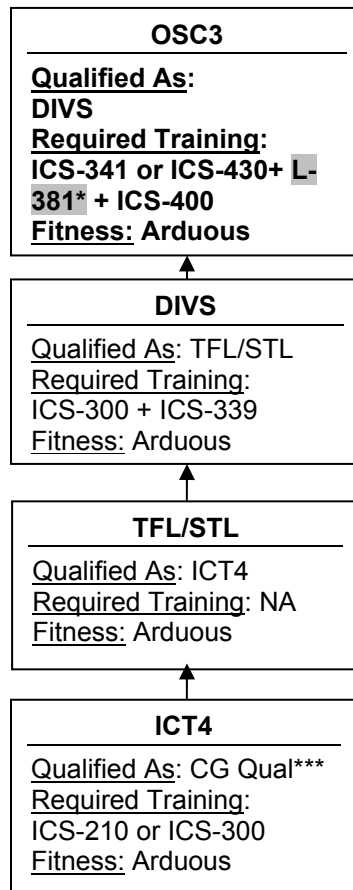 OSC3
Qualified As:
DIVS
Required Training:
ICS-341 or ICS-430+ L-
381* + ICS-400
Fitness: Arduous
DIVS
Qualified As: TFL/STL
Required Training:
ICS-300 + ICS-339
Fitness: Arduous
TFL/STL
Qualified As: ICT4
Required Training: NA
Fitness: Arduous
ICT4
Qualified As: CG Qual***
Required Training:
ICS-210 or ICS-300
Fitness: Arduous